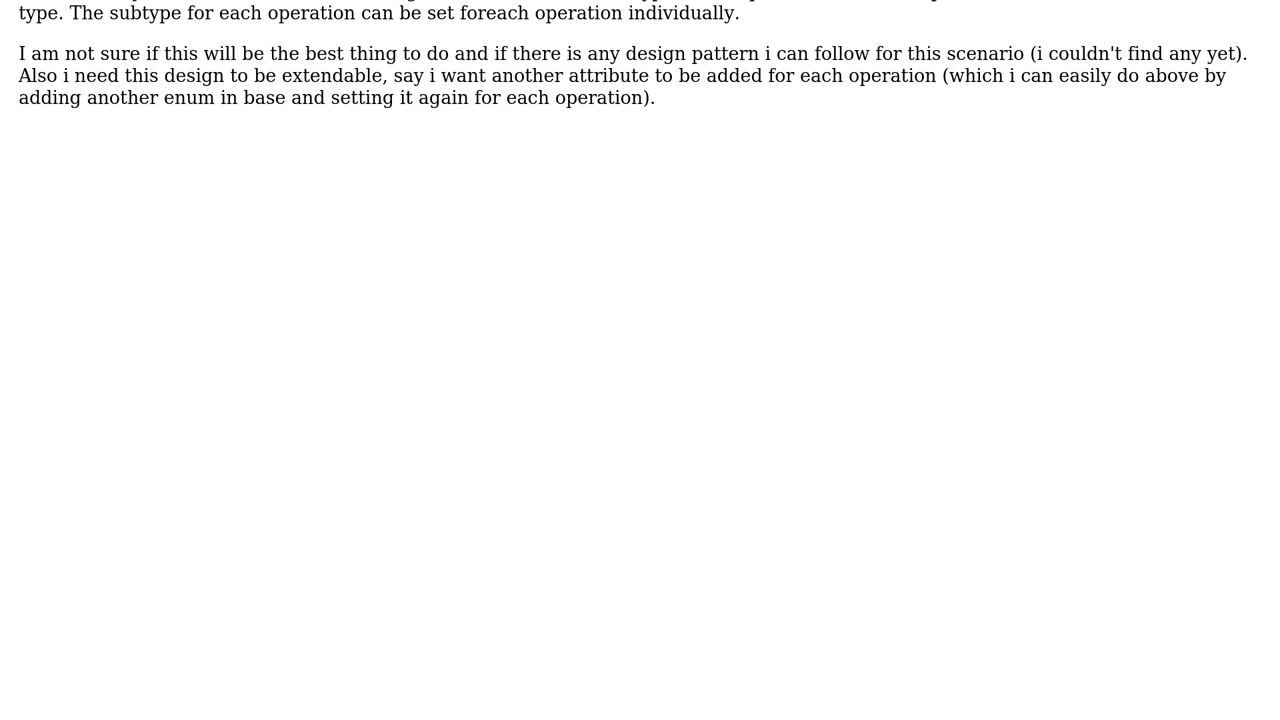 type. The subtype for each operation can be set foreach operation individually.
I am not sure if this will be the best thing to do and if there is any design pattern i can follow for this scenario (i couldn't find any yet).
Also i need this design to be extendable, say i want another attribute to be added for each operation (which i can easily do above by
adding another enum in base and setting it again for each operation).